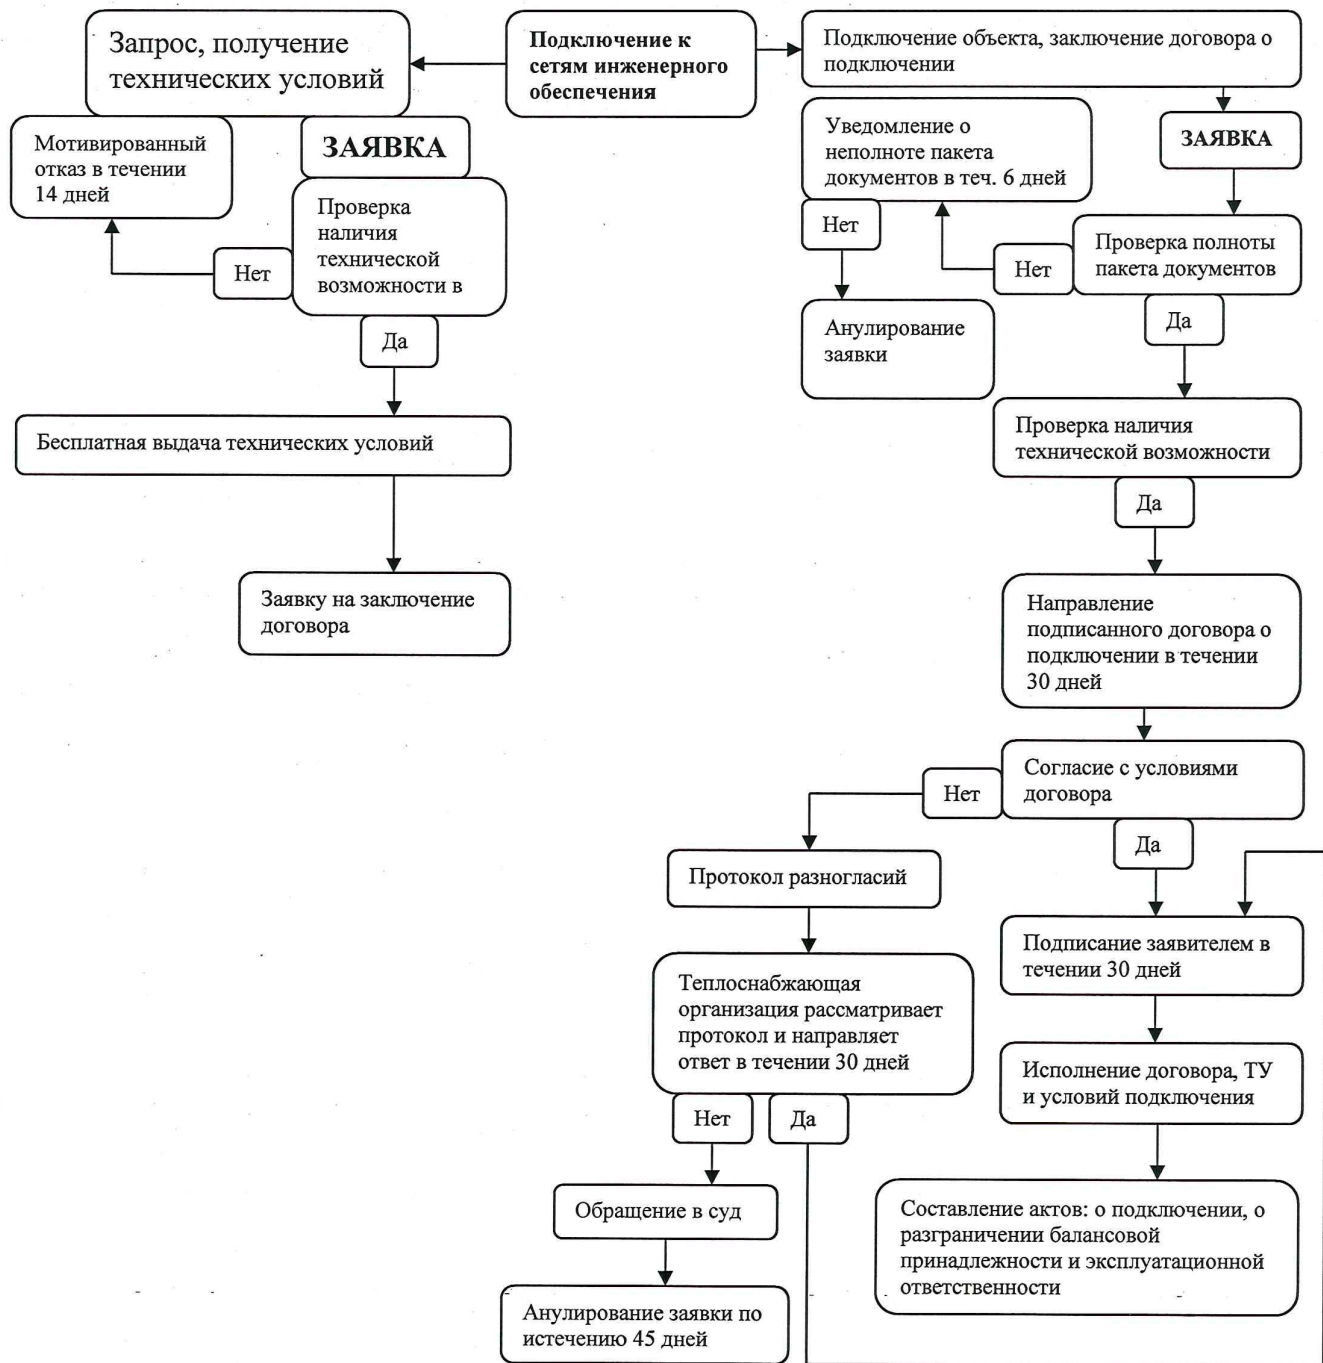 Запрос, получение
технических условий
Подключение к
сетям инженерного
обеспечения
Подключение объекта, заключение договора о
подключении
Мотивированный
отказ в течении
14 дней
ЗАЯВКА
Уведомление о
неполноте пакета
документов в теч. 6 дней
ЗАЯВКА
Проверка
наличия
технической
возможности в
Нет
Да
Нет
Нет
Проверка полноты
пакета документов
Да
Анулирование
заявки
Бесплатная выдача технических условий
Проверка наличия
технической возможности
Да
Заявку на заключение
договора
Направление
подписанного договора о
подключении в течении
30 дней
Согласие с условиями
договора
Нет
Да
Протокол разногласий
Подписание заявителем в
течении 30 дней
Теплоснабжающая
организация рассматривает
протокол и направляет
ответ в течении 30 дней
Исполнение договора, ТУ
и условий подключения
Нет
Да
Обращение в суд
Составление актов: о подключении, о
разграничении балансовой
принадлежности и эксплуатационной
ответственности
Анулирование заявки по
истечению 45 дней